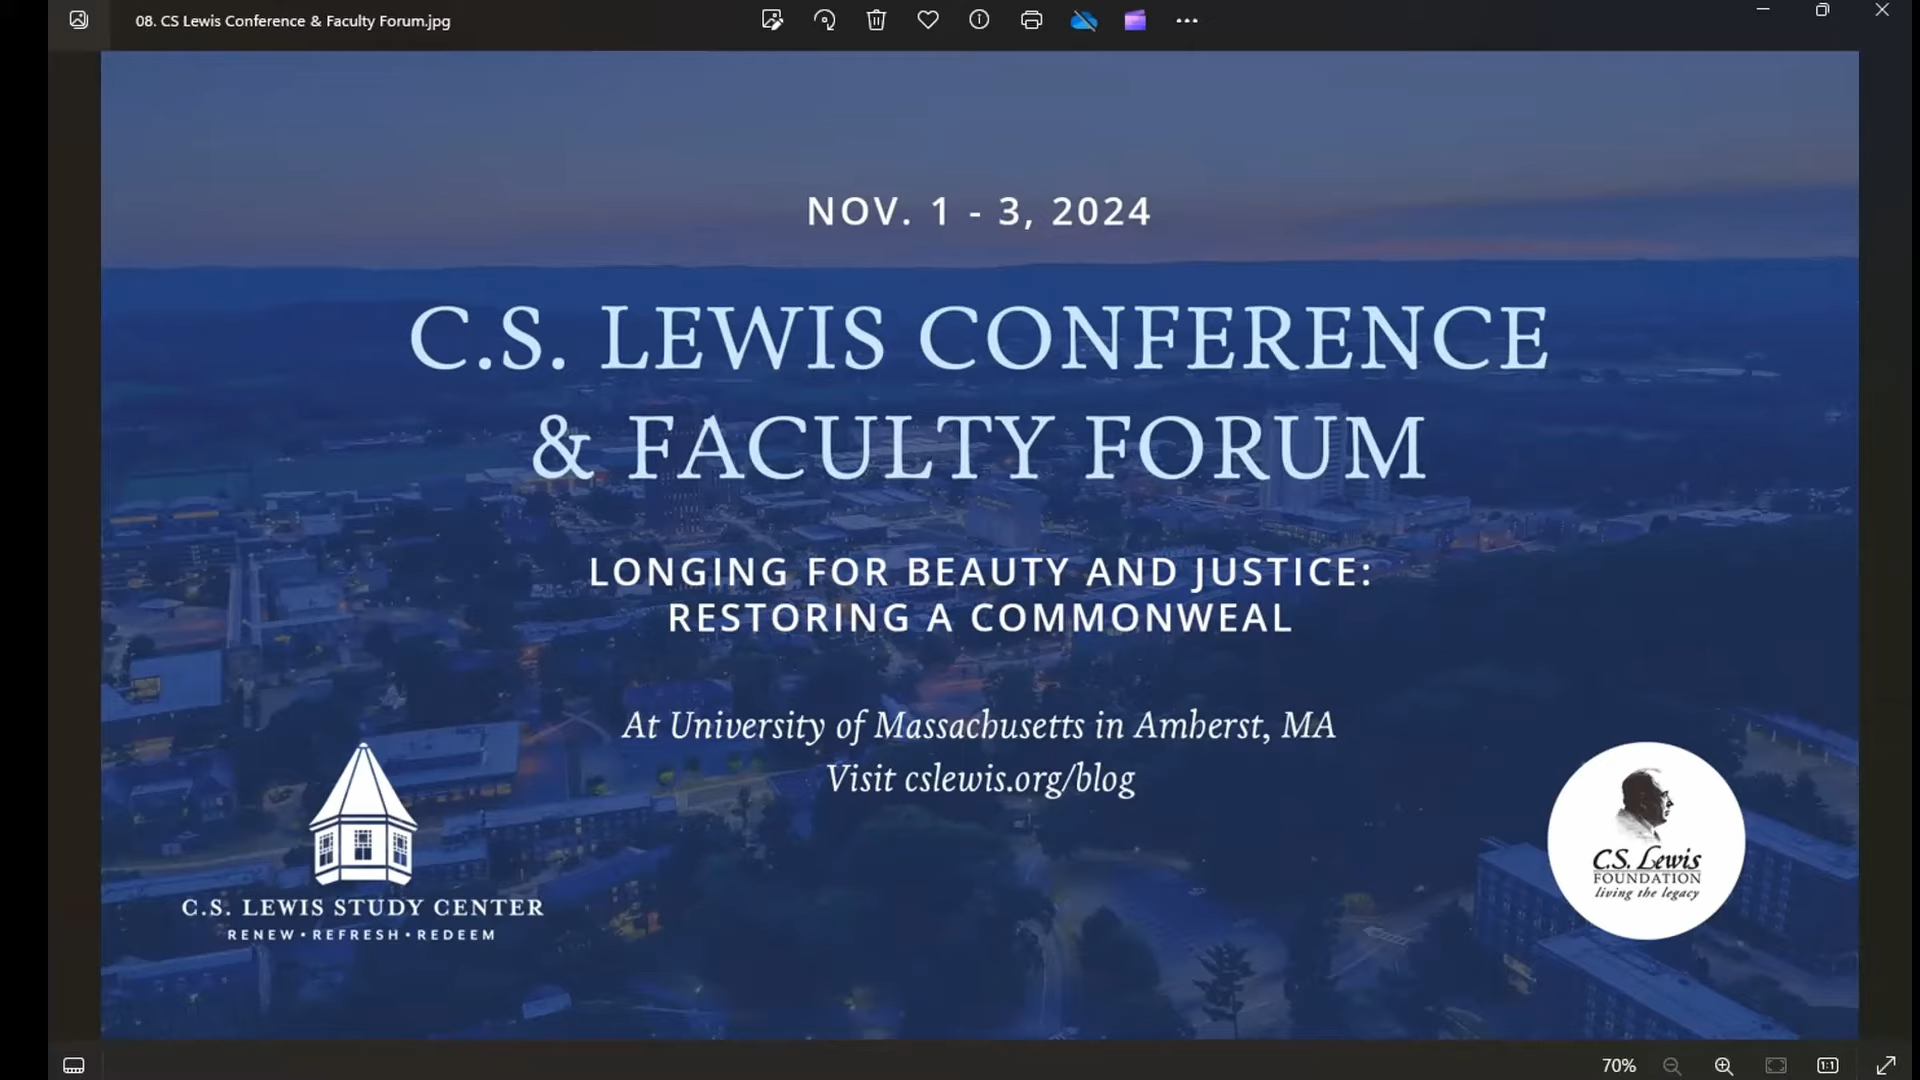 08. CS Lewis Conference & Faculty Forum.jpg
NOV. 1 - 3, 2024
C.S. LEWIS CONFERENCE
& FACULTY FORUM
LONGING FOR BEAUTY AND JUSTICE:
RESTORING A COMMONWEAL
At University of Massachusetts in Amherst, MA
Visit cslewis.org/blog
C.S. LEWIS STUDY CENTER
RENEW • REFRESH • REDEEM
C.S. Lewis
FOUNDATION
living the legacy
70%
1:1